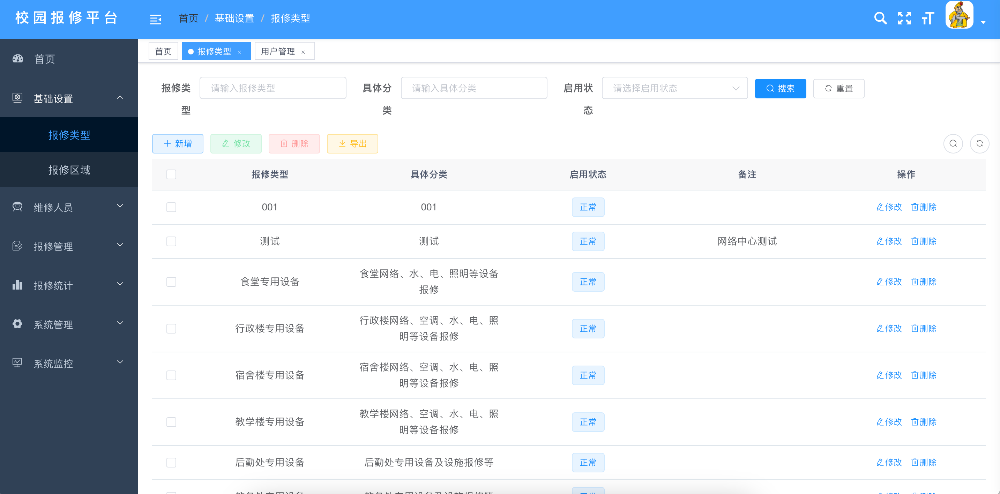 校园报修平台
首页 / 基础设置 / 报修类型
首页
基础设置
报修类型
报修区域
维修人员
报修管理
报修统计
系统管理
系统监控
首页 报修类型 × 用户管理 ×
报修类型 请输入报修类型 具体分类 请输入具体分类 启用状态 请选择启用状态 搜索 重置
新增 修改 删除 导出
报修类型 具体分类 启用状态 备注 操作
001 001 正常 修改 删除
测试 测试 正常 网络中心测试 修改 删除
食堂专用设备 食堂网络、水、电、照明等设备
报修 正常 修改 删除
行政楼专用设备 行政楼网络、空调、水、电、照
明等设备报修 正常 修改 删除
宿舍楼专用设备 宿舍楼网络、空调、水、电、照
明等设备报修 正常 修改 删除
教学楼专用设备 教学楼网络、空调、水、电、照
明等设备报修 正常 修改 删除
后勤处专用设备 后勤处专用设备及设施报修等 正常 修改 删除